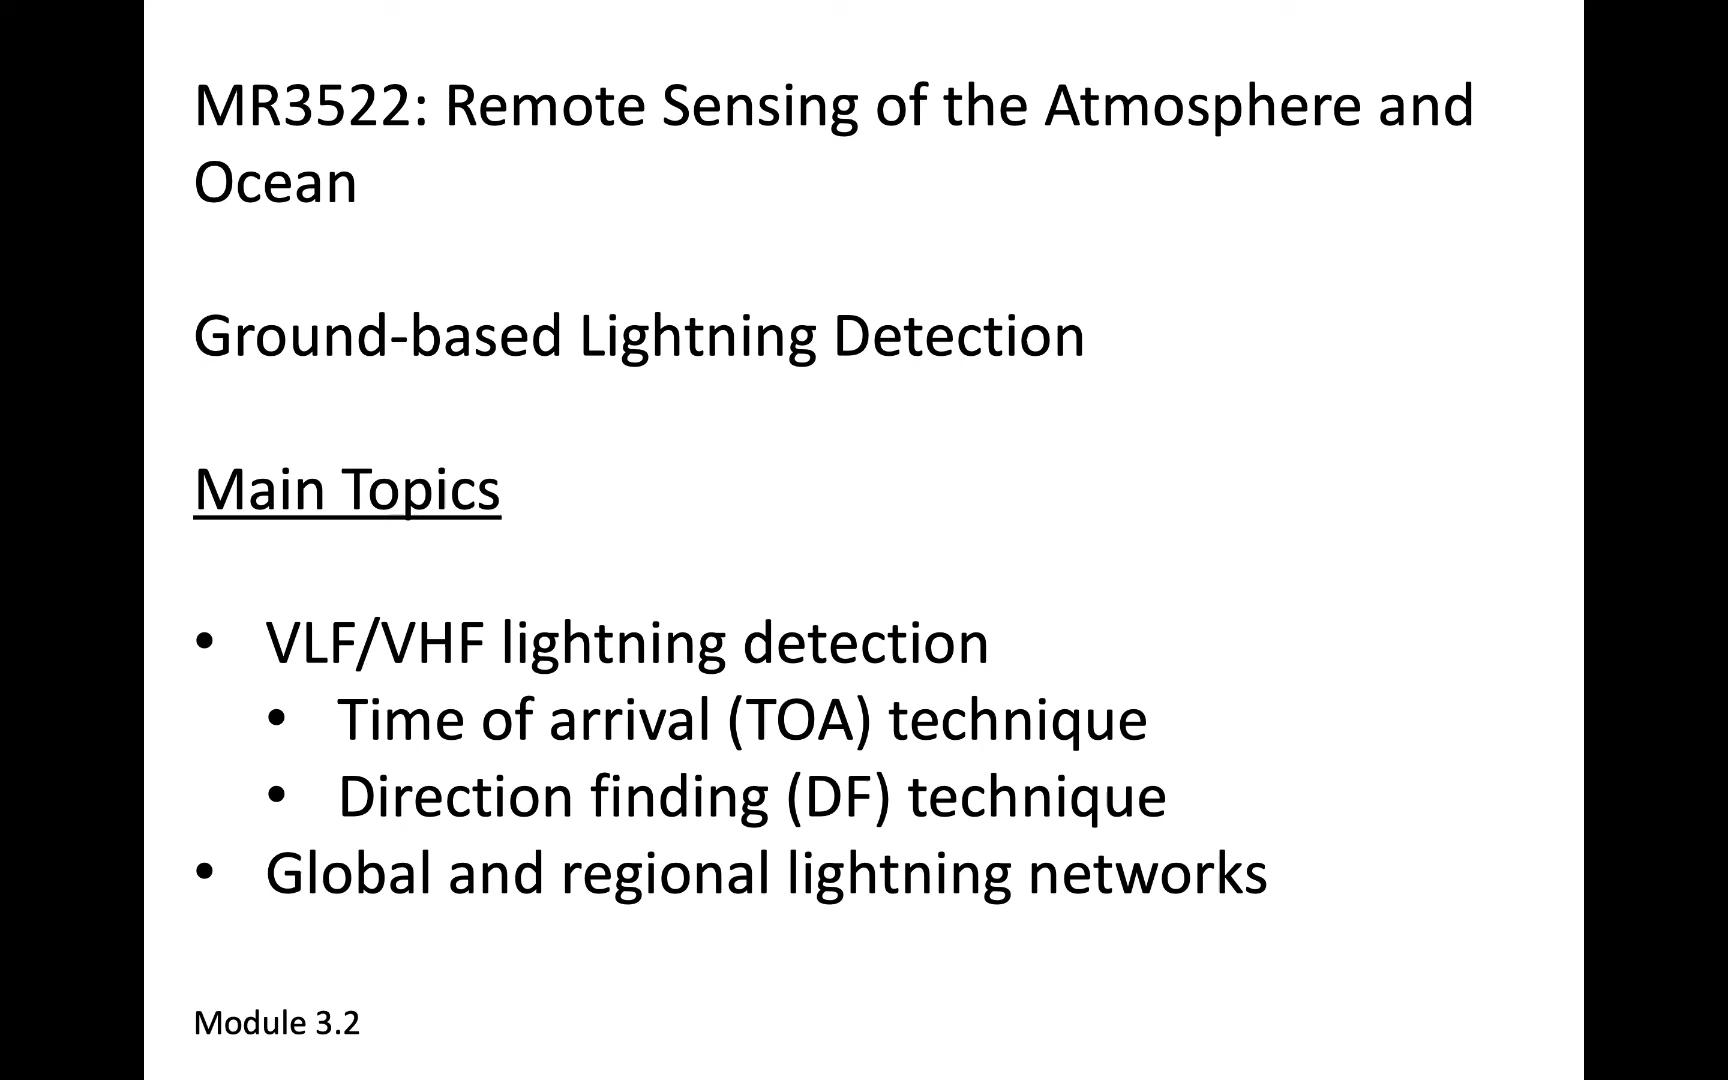 MR3522: Remote Sensing of the Atmosphere and
Ocean
Ground-based Lightning Detection
Main Topics
• VLF/VHF lightning detection
• Time of arrival (TOA) technique
• Direction finding (DF) technique
• Global and regional lightning networks
Module 3.2